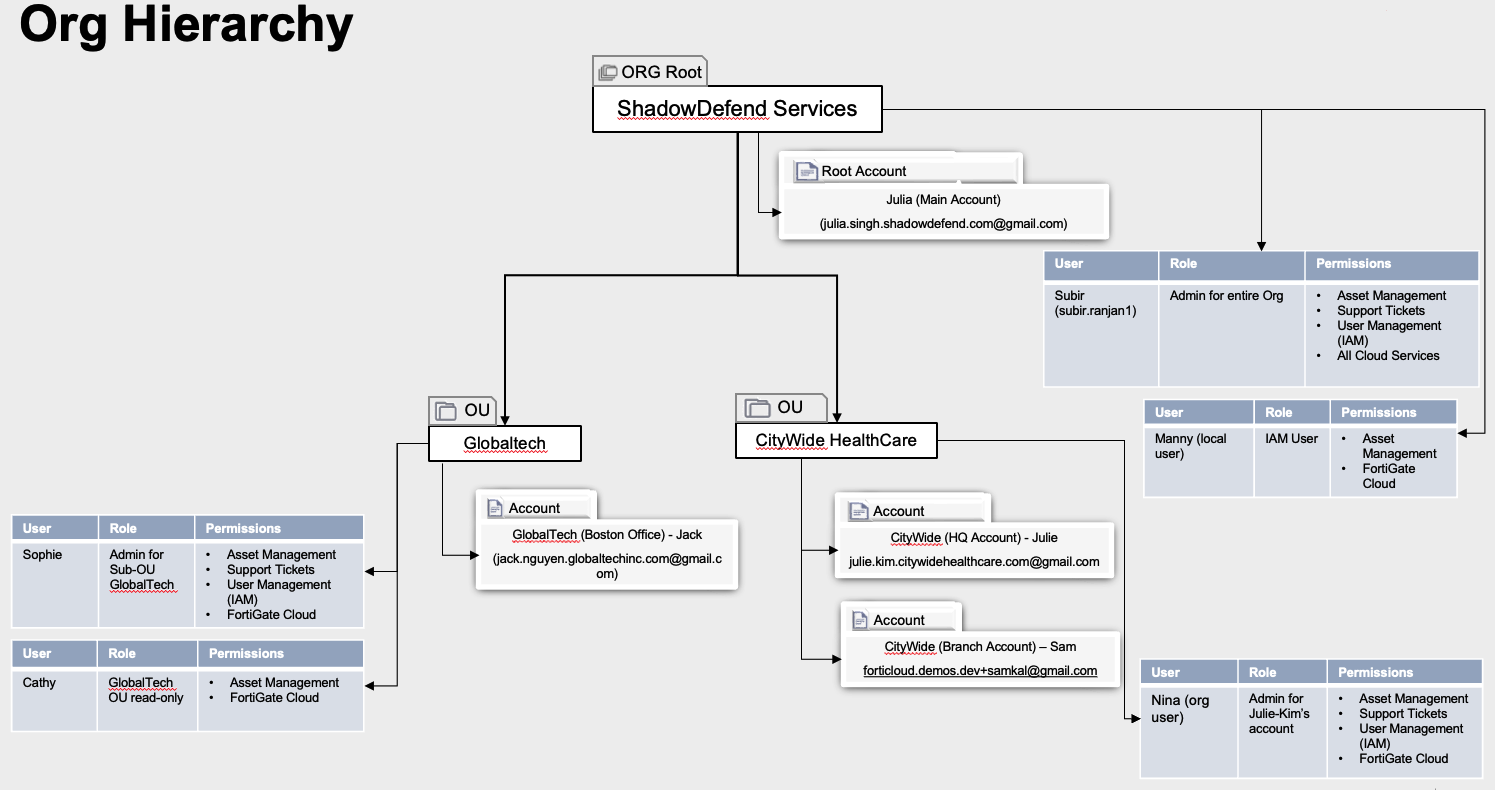 Org Hierarchy
ORG Root
ShadowDefend Services
Root Account
Julia (Main Account)
(julia.singh.shadowdefend.com@gmail.com)
User Role Permissions
Subir
(subir.ranjan1)
Admin for entire Org
• Asset Management
• Support Tickets
• User Management
(IAM)
• All Cloud Services
User Role Permissions
Manny (local
user)
IAM User
• Asset
Management
• FortiGate
Cloud
OU
Globaltech
Account
GlobalTech (Boston Office) - Jack
(jack.nguyen.globaltechinc.com@gmail.c
om)
OU
CityWide HealthCare
Account
CityWide (HQ Account) - Julie
julie.kim.citywidehealthcare.com@gmail.com
Account
CityWide (Branch Account) – Sam
forticloud.demos.dev+samkal@gmail.com
User Role Permissions
Sophie
Admin for
Sub-OU
GlobalTech
• Asset Management
• Support Tickets
• User Management
(IAM)
• FortiGate Cloud
User Role Permissions
Cathy
GlobalTech
OU read-only
• Asset Management
• FortiGate Cloud
User Role Permissions
Nina (org
user)
Admin for
Julie-Kim's
account
• Asset Management
• Support Tickets
• User Management
(IAM)
• FortiGate Cloud